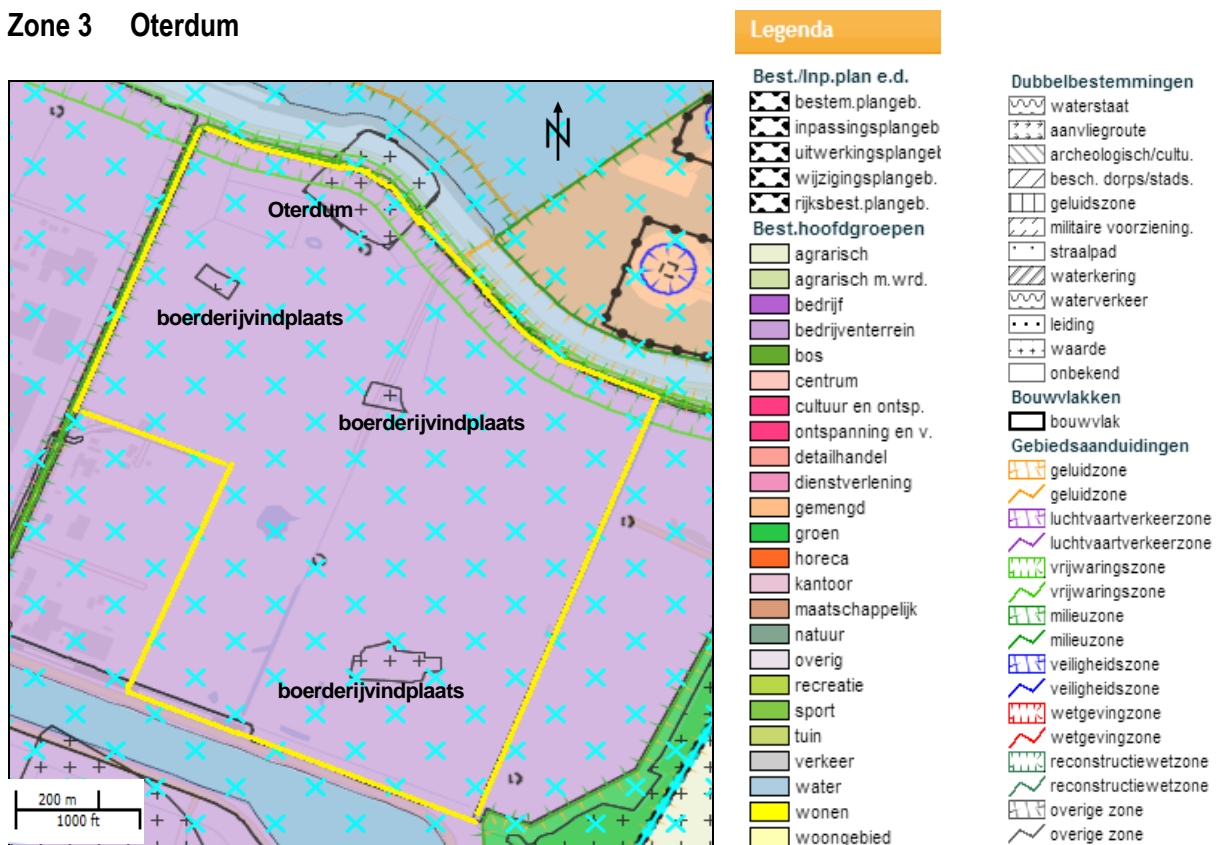 Zone 3 Oterdum
N
Oterdum
boerderijvindplaats
boerderijvindplaats
boerderijvindplaats
200 m
1000 ft
Legenda
Best./Inp.plan e.d.
bestem.plangeb.
inpassingsplangeb
uitwerkingsplangel
wijzigingsplangeb.
rijksbest.plangeb.
Best.hoofdgroepen
agrarisch
agrarisch m.wrd.
bedrijf
bedrijventerrein
bos
centrum
cultuur en ontsp.
ontspanning en v.
detailhandel
dienstverlening
gemengd
groen
horeca
kantoor
maatschappelijk
natuur
overig
recreatie
sport
tuin
verkeer
water
wonen
woongebied
Dubbelbestemmingen
waterstaat
aanvliegroute
archeologisch/cultu.
besch. dorps/stads.
geluidszone
militaire voorziening.
straalpad
waterkering
waterverkeer
leiding
waarde
onbekend
Bouwvlakken
bouwvlak
Gebiedsaanduidingen
geluidzone
geluidzone
luchtvaartverkeerzone
luchtvaartverkeerzone
vrijwaringszone
vrijwaringszone
milieuzone
milieuzone
veiligheidszone
veiligheidszone
wetgevingzone
wetgevingzone
reconstructiewetzone
reconstructiewetzone
overige zone
overige zone